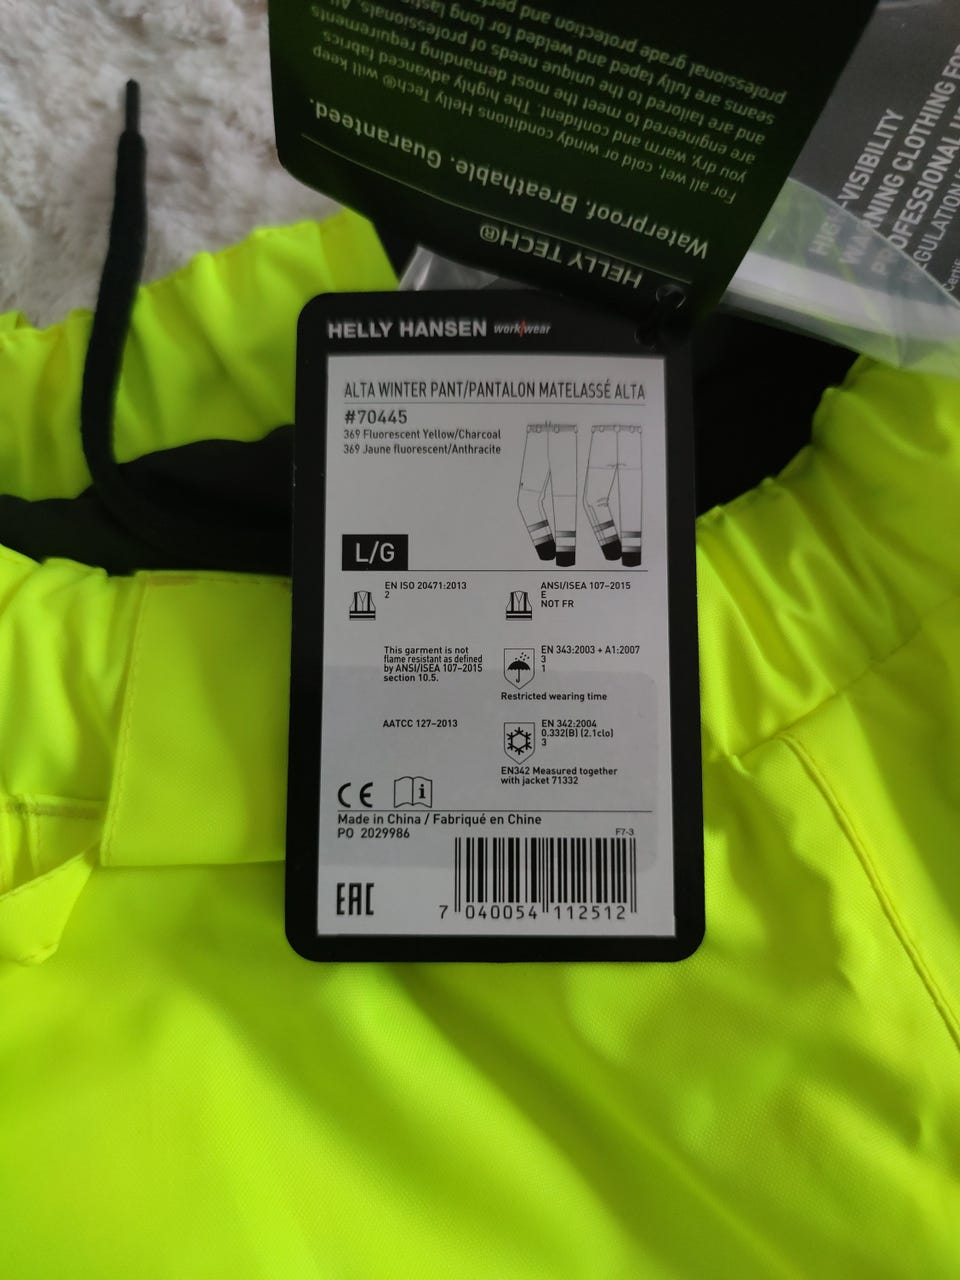 HELLY HANSEN work/wear
ALTA WINTER PANT/PANTALON MATELASSÉ ALTA
#70445
369 Fluorescent Yellow/Charcoal
369 Jaune fluorescent/Anthracite
L/G
EN ISO 20471:2013
2
ANSI/ISEA 107-2015
E
NOT FR
This garment is not
flame resistant as defined
by ANSI/ISEA 107-2015
section 10.5.
EN 343:2003 + A1:2007
3
1
Restricted wearing time
AATCC 127-2013
EN 342:2004
0.332(B) (2,1clo)
3
EN342 Measured together
with jacket 71332
CE
i
Made in China / Fabriqué en Chine
PO 2029986
F7-3
EAC
7 040054 112512
HELLY TECH®
Waterproof. Breathable. Guaranteed.
For all wet, cold or windy conditions Helly Tech® will keep
you dry, warm and confident. The highly advanced fabrics
are engineered to meet the most demanding requirements
and are tailored to the unique needs of professionals. All
seams are fully taped and welded for long lasting
professional grade protection and
HIGH-VISIBILITY
WARNING CLOTHING FOR
PROFESSIONAL